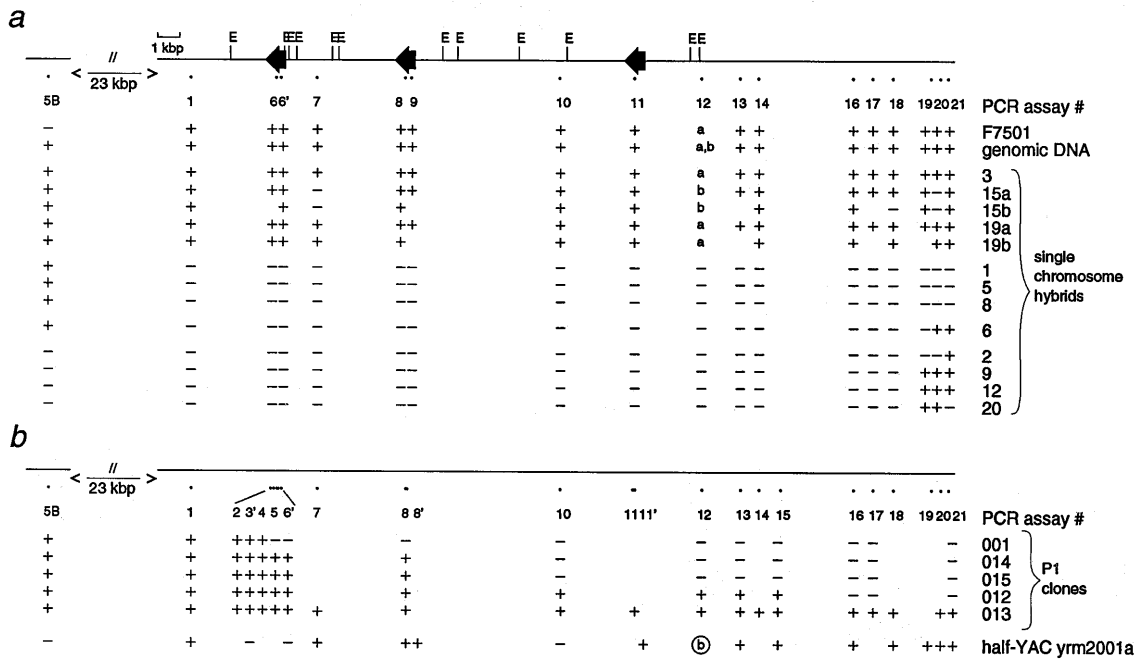 a
1 kbp E E E E E E E E E E E E
//
< 23 kbp >
5B 1 6 6' 7 8 9 10 11 12 13 14 16 17 18 19 20 21 PCR assay #
− + + + + + + + + a + + + + + + + + F7501
+ + + + + + + + + a,b + + + + + + + + genomic DNA
+ + + + + + + + + a + + + + + + + + 3
+ + + + − + + + + b + + + + + + − + 15a
+ + + − + + + b + + − + − + 15b
+ + + + + + + + + a + + + + + + + + 19a
+ + + + + + + + a + + + + + 19b
+ − − − − − − − − − − − − − − − − 1
+ − − − − − − − − − − − − − − − − 5
+ − − − − − − − − − − − − − − − − 8
+ − − − − − − − − − − − − − − + + 6
− − − − − − − − − − − − − − − − + 2
− − − − − − − − − − − − − − + + + 9
− − − − − − − − − − − − − − + + + 12
− − − − − − − − − − − − − − + + − 20
single
chromosome
hybrids
b
//
< 23 kbp >
5B 1 2 3' 4 5 6' 7 8 8' 10 11 11' 12 13 14 15 16 17 18 19 20 21 PCR assay #
+ + + + + − − − − − − − − − − 001
+ + + + + + + + − − − − − − − 014
+ + + + + + + + − − − − − − − 015
+ + + + + + + + + + + + − − − 012
+ + + + + + + + + + + + + + + + + + + + 013
P1
clones
− + − − + + + − + b + + + + + + + half-YAC yrm2001a